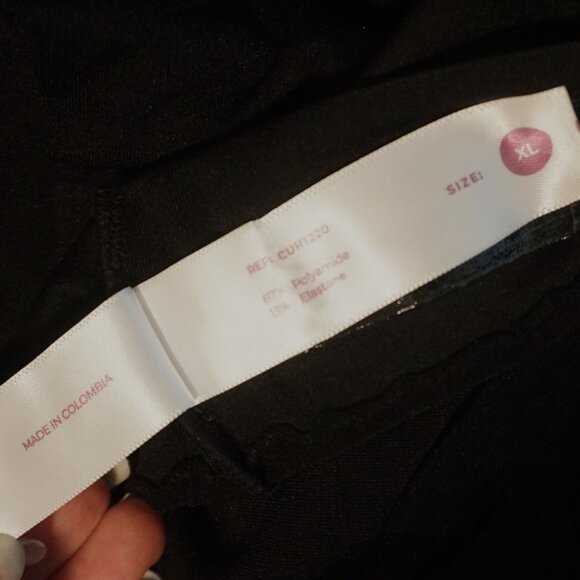 SIZE: XL
REF: CUR1220
87% Polyamide
13% Elastane
MADE IN COLOMBIA